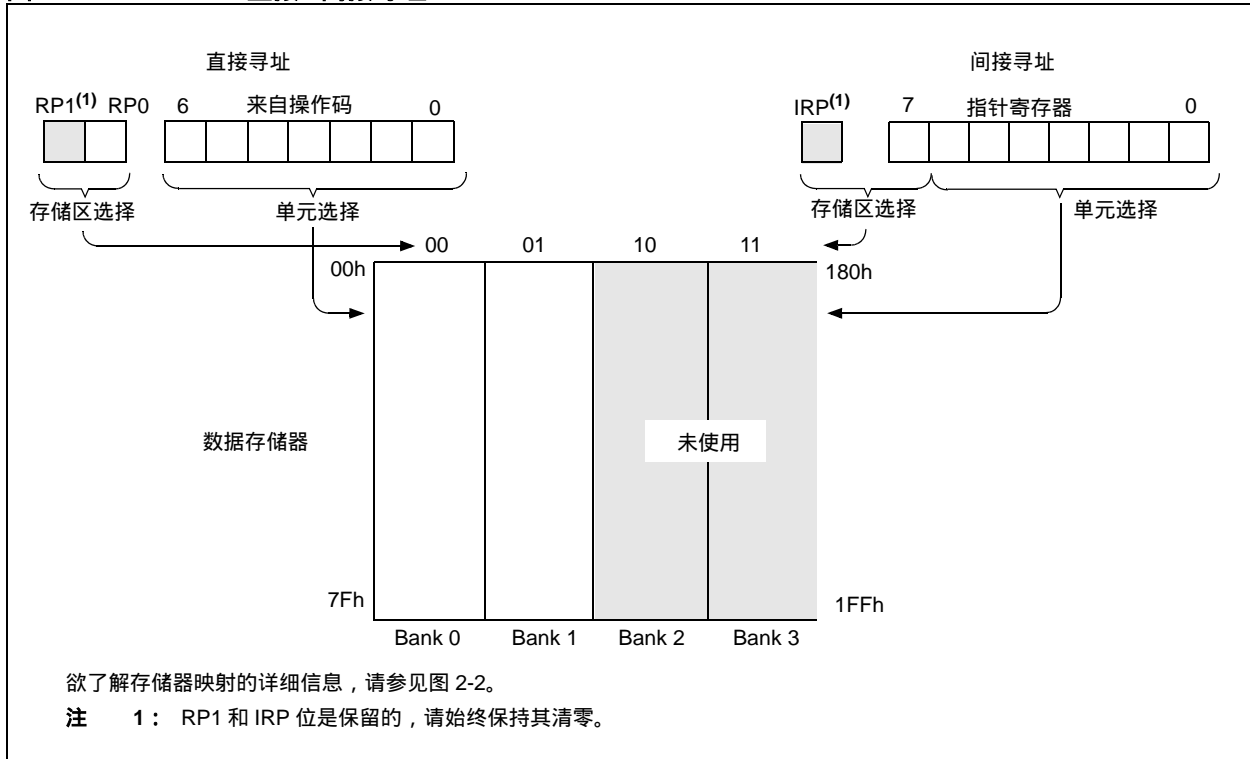 直接寻址
间接寻址
RP1(1) RP0 6 来自操作码 0
IRP(1) 7 指针寄存器 0
存储区选择 单元选择
存储区选择 单元选择
00 01 10 11
00h 180h
数据存储器
未使用
7Fh 1FFh
Bank 0 Bank 1 Bank 2 Bank 3
欲了解存储器映射的详细信息，请参见图 2-2。
注 1： RP1 和 IRP 位是保留的，请始终保持其清零。